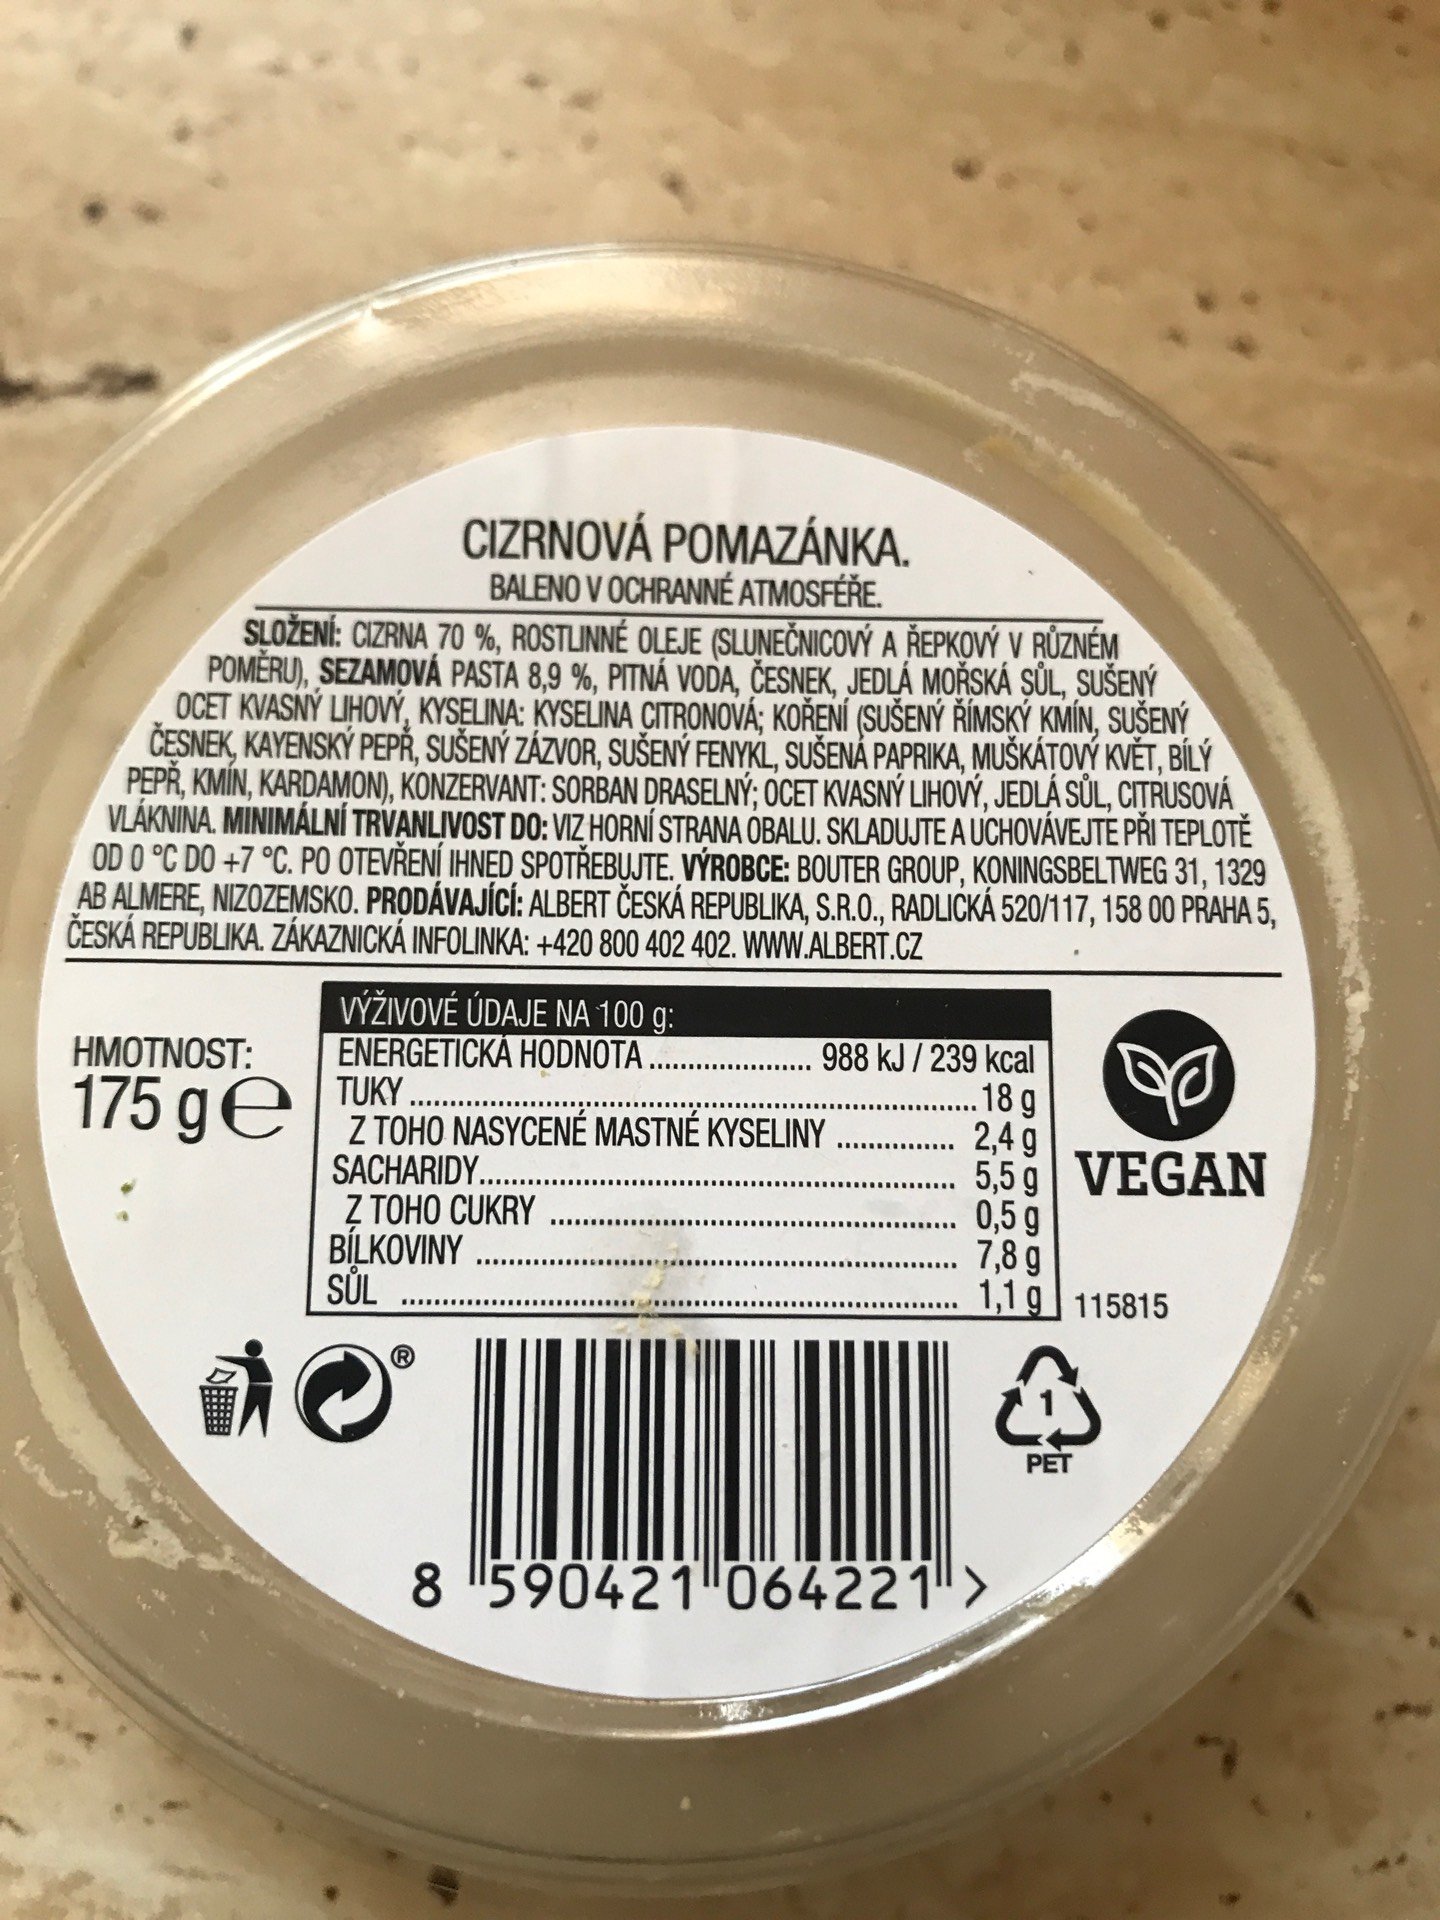 CIZRNOVÁ POMAZÁNKA.
BALENO V OCHRANNÉ ATMOSFÉŘE.
SLOŽENÍ: CIZRNA 70 %, ROSTLINNÉ OLEJE (SLUNEČNICOVÝ A ŘEPKOVÝ V RŮZNÉM
POMĚRU), SEZAMOVÁ PASTA 8,9 %, PITNÁ VODA, ČESNEK, JEDLÁ MOŘSKÁ SŮL, SUŠENÝ
OCET KVASNÝ LIHOVÝ, KYSELINA: KYSELINA CITRONOVÁ; KOŘENÍ (SUŠENÝ ŘÍMSKÝ KMÍN, SUŠENÝ
ČESNEK, KAYENSKÝ PEPŘ, SUŠENÝ ZÁZVOR, SUŠENÝ FENYKL, SUŠENÁ PAPRIKA, MUŠKÁTOVÝ KVĚT, BÍLÝ
PEPŘ, KMÍN, KARDAMON), KONZERVANT: SORBAN DRASELNÝ; OCET KVASNÝ LIHOVÝ, JEDLÁ SŮL, CITRUSOVÁ
VLÁKNINA. MINIMÁLNÍ TRVANLIVOST DO: VIZ HORNÍ STRANA OBALU. SKLADUJTE A UCHOVÁVEJTE PŘI TEPLOTĚ
OD 0 °C DO +7 °C. PO OTEVŘENÍ IHNED SPOTŘEBUJTE. VÝROBCE: BOUTER GROUP, KONINGSBELTWEG 31, 1329
AB ALMERE, NIZOZEMSKO. PRODÁVAJÍCÍ: ALBERT ČESKÁ REPUBLIKA, S.R.O., RADLICKÁ 520/117, 158 00 PRAHA 5,
ČESKÁ REPUBLIKA. ZÁKAZNICKÁ INFOLINKA: +420 800 402 402. WWW.ALBERT.CZ
HMOTNOST:
175 g e
VÝŽIVOVÉ ÚDAJE NA 100 g:
ENERGETICKÁ HODNOTA .................. 988 kJ / 239 kcal
TUKY .................. 18 g
Z TOHO NASYCENÉ MASTNÉ KYSELINY .................. 2,4 g
SACHARIDY.................. 5,5 g
Z TOHO CUKRY .................. 0,5 g
BÍLKOVINY .................. 7,8 g
SŮL .................. 1,1 g
VEGAN
115815
®
1
PET
8 590421 064221 >